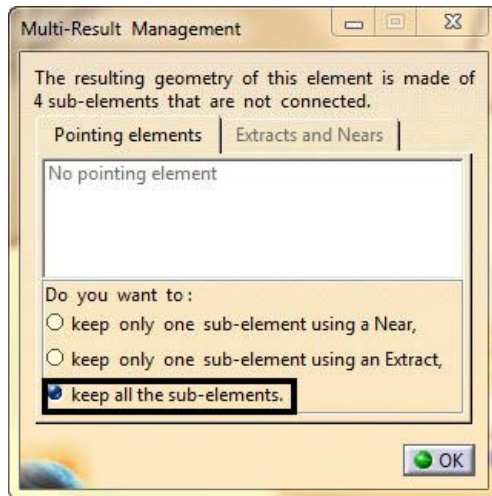 Multi-Result Management
The resulting geometry of this element is made of
4 sub-elements that are not connected.
Pointing elements
Extracts and Nears
No pointing element
Do you want to:
keep only one sub-element using a Near,
keep only one sub-element using an Extract,
keep all the sub-elements.
OK